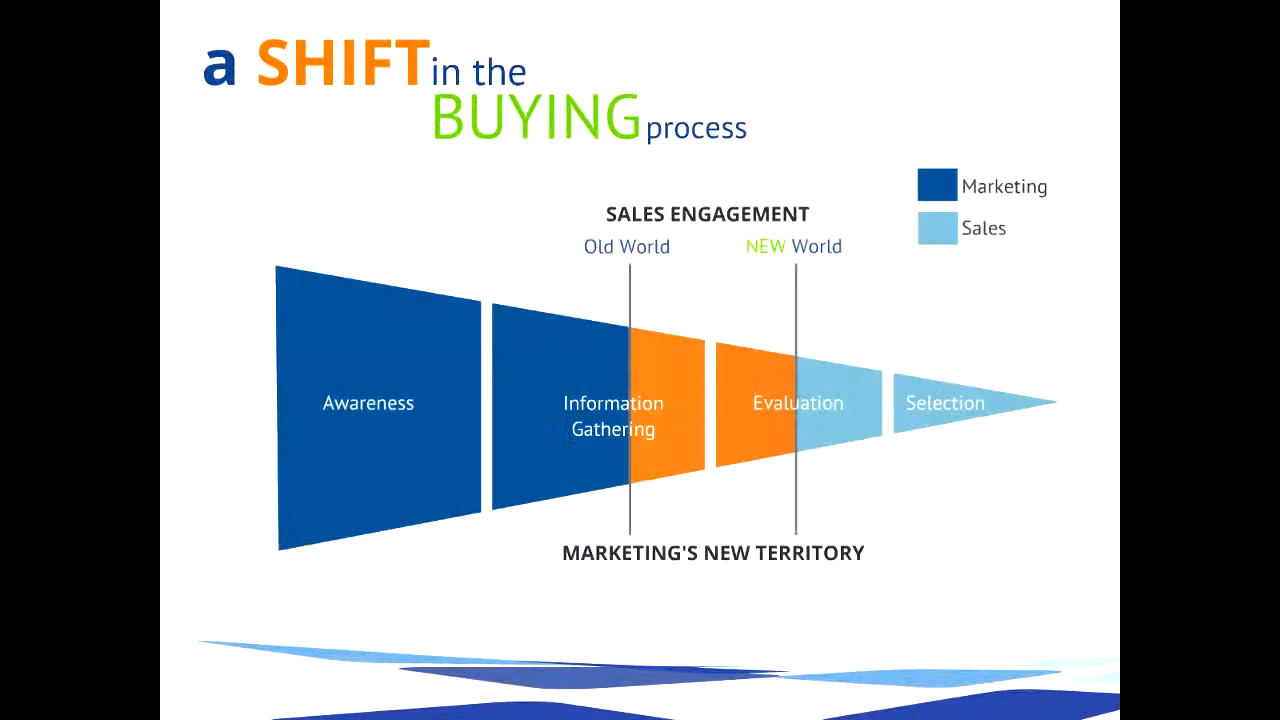 a SHIFT in the
BUYING process
Marketing
Sales
SALES ENGAGEMENT
Old World
NEW World
Awareness
Information
Gathering
Evaluation
Selection
MARKETING'S NEW TERRITORY